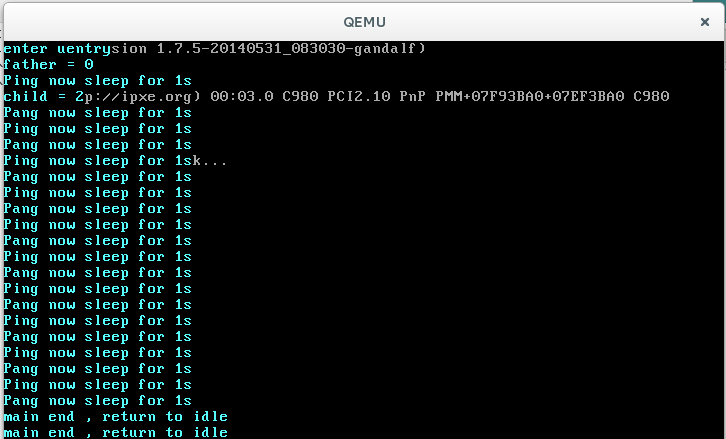 QEMU
enter uentrysion 1.7.5-20140531_083030-gandalf)
father = 0
Ping now sleep for 1s
child = 2p://ipxe.org) 00:03.0 C980 PCI2.10 PnP PMM+07F93BA0+07EF3BA0 C980
Pang now sleep for 1s
Ping now sleep for 1s
Pang now sleep for 1s
Ping now sleep for 1sk...
Pang now sleep for 1s
Ping now sleep for 1s
Pang now sleep for 1s
Ping now sleep for 1s
Pang now sleep for 1s
Ping now sleep for 1s
Pang now sleep for 1s
Ping now sleep for 1s
Pang now sleep for 1s
Ping now sleep for 1s
Pang now sleep for 1s
Ping now sleep for 1s
Pang now sleep for 1s
Ping now sleep for 1s
Pang now sleep for 1s
main end , return to idle
main end , return to idle